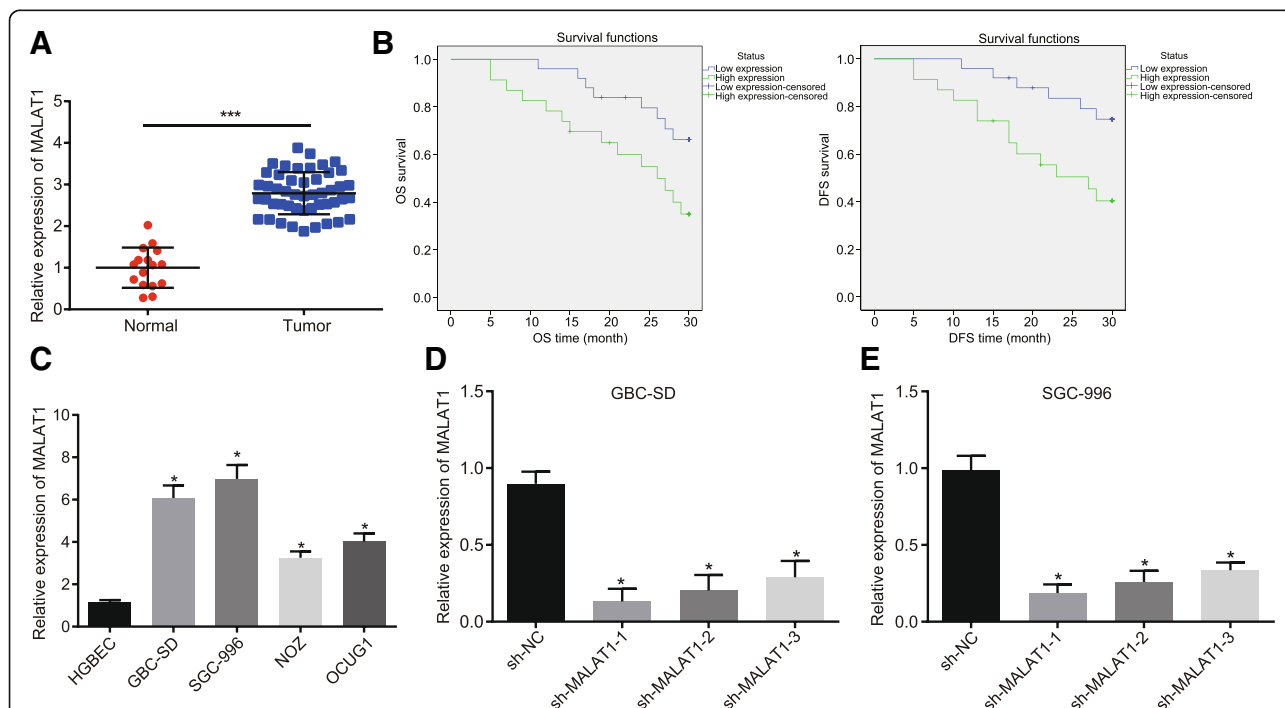 A
Relative expression of MALAT1
5
4
3
2
1
0
***
Normal
Tumor
B
Survival functions
OS survival
1.0
0.8
0.6
0.4
0.2
0.0
0
5
10
15
20
25
30
OS time (month)
Status
Low expression
High expression
Low expression-censored
High expression-censored
Survival functions
DFS survival
1.0
0.8
0.6
0.4
0.2
0.0
0
5
10
15
20
25
30
DFS time (month)
Status
Low expression
High expression
Low expression-censored
High expression-censored
C
Relative expression of MALAT1
10
8
6
4
2
0
*
*
*
*
HGBEC
GBC-SD
SGC-996
NOZ
OCUG1
D
GBC-SD
Relative expression of MALAT1
1.5
1.0
0.5
0.0
*
*
*
sh-NC
sh-MALAT1-1
sh-MALAT1-2
sh-MALAT1-3
E
SGC-996
Relative expression of MALAT1
1.5
1.0
0.5
0.0
*
*
*
sh-NC
sh-MALAT1-1
sh-MALAT1-2
sh-MALAT1-3